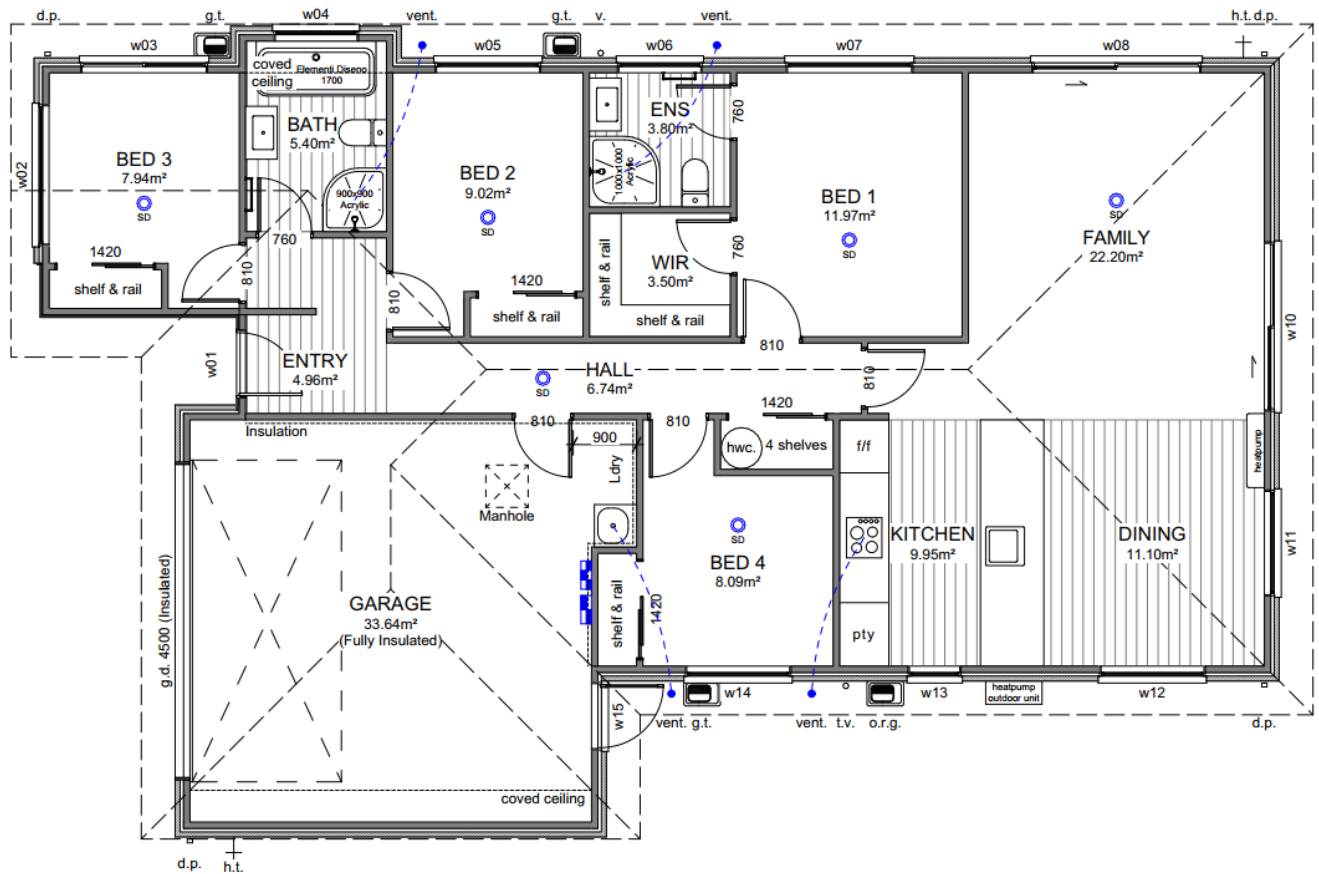 d.p.
g.t.
w04
vent.
g.t.
v.
vent.
h.t. d.p.
w03
w05
w06
w07
w08
coved
ceiling
Elementi Diseno
1700
BATH
5.40m²
ENS
3.80m²
760
w02
BED 3
7.94m²
SD
900x900
Acrylic
BED 2
9.02m²
SD
1000x1000
Acrylic
BED 1
11.97m²
SD
SD
FAMILY
22.20m²
760
760
1420
shelf & rail
810
810
1420
shelf & rail
shelf & rail
WIR
3.50m²
shelf & rail
w10
w01
ENTRY
4.96m²
HALL
6.74m²
SD
810
810
1420
810
810
Insulation
900
Ldry
hwc.
4 shelves
f/f
heatpump
Manhole
SD
BED 4
8.09m²
KITCHEN
9.95m²
DINING
11.10m²
w11
g.d. 4500 (Insulated)
GARAGE
33.64m²
(Fully Insulated)
shelf & rail
1420
pty
w15
w14
w13
heatpump
outdoor unit
w12
vent. g.t.
vent.
t.v.
o.r.g.
d.p.
coved ceiling
d.p.
h.t.